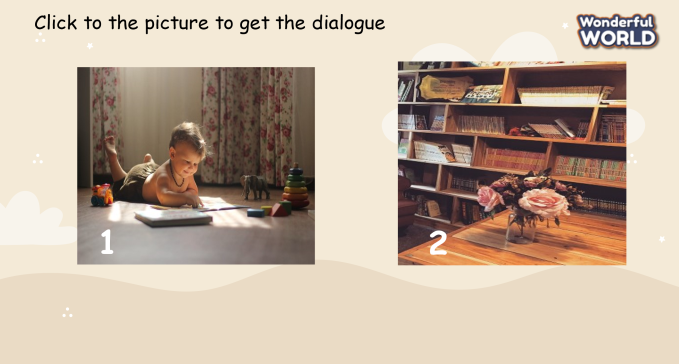 Click to the picture to get the dialogue
Wonderful
WORLD
1
2